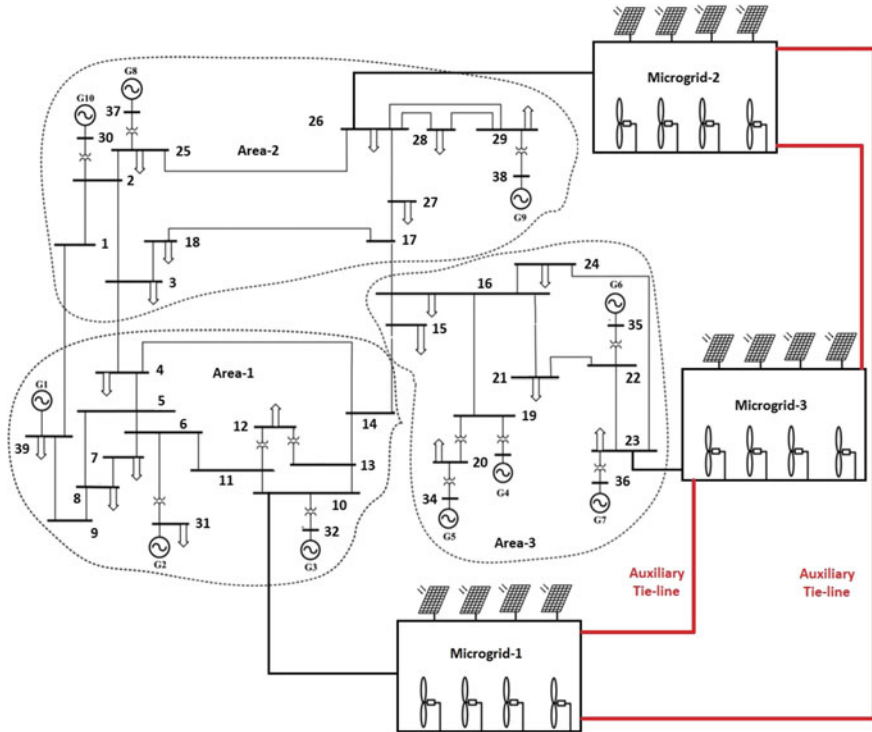 G8
G10
37
26
Microgrid-2
30
25
Area-2
28
29
2
38
27
G9
1
18
17
3
24
16
G6
15
35
4
Area-1
21
22
Microgrid-3
G1
5
14
19
12
6
39
7
11
13
20
23
8
10
G4
36
9
31
32
34
G7
G2
G3
G5
Area-3
Auxiliary
Tie-line
Auxiliary
Tie-line
Microgrid-1